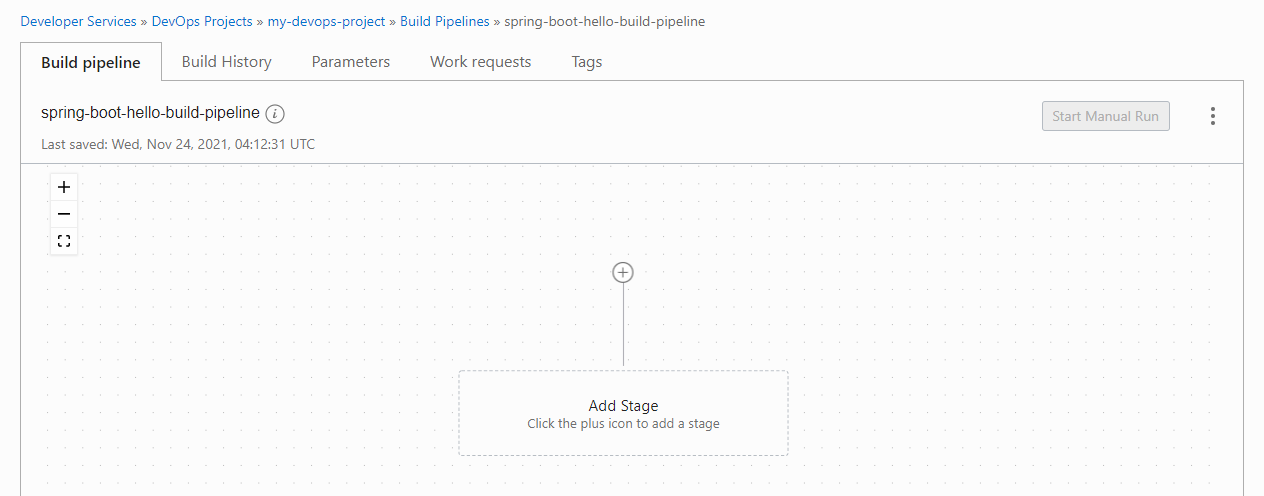 Developer Services » DevOps Projects » my-devops-project » Build Pipelines » spring-boot-hello-build-pipeline
Build pipeline Build History Parameters Work requests Tags
spring-boot-hello-build-pipeline i
Start Manual Run
Last saved: Wed, Nov 24, 2021, 04:12:31 UTC
Add Stage
Click the plus icon to add a stage